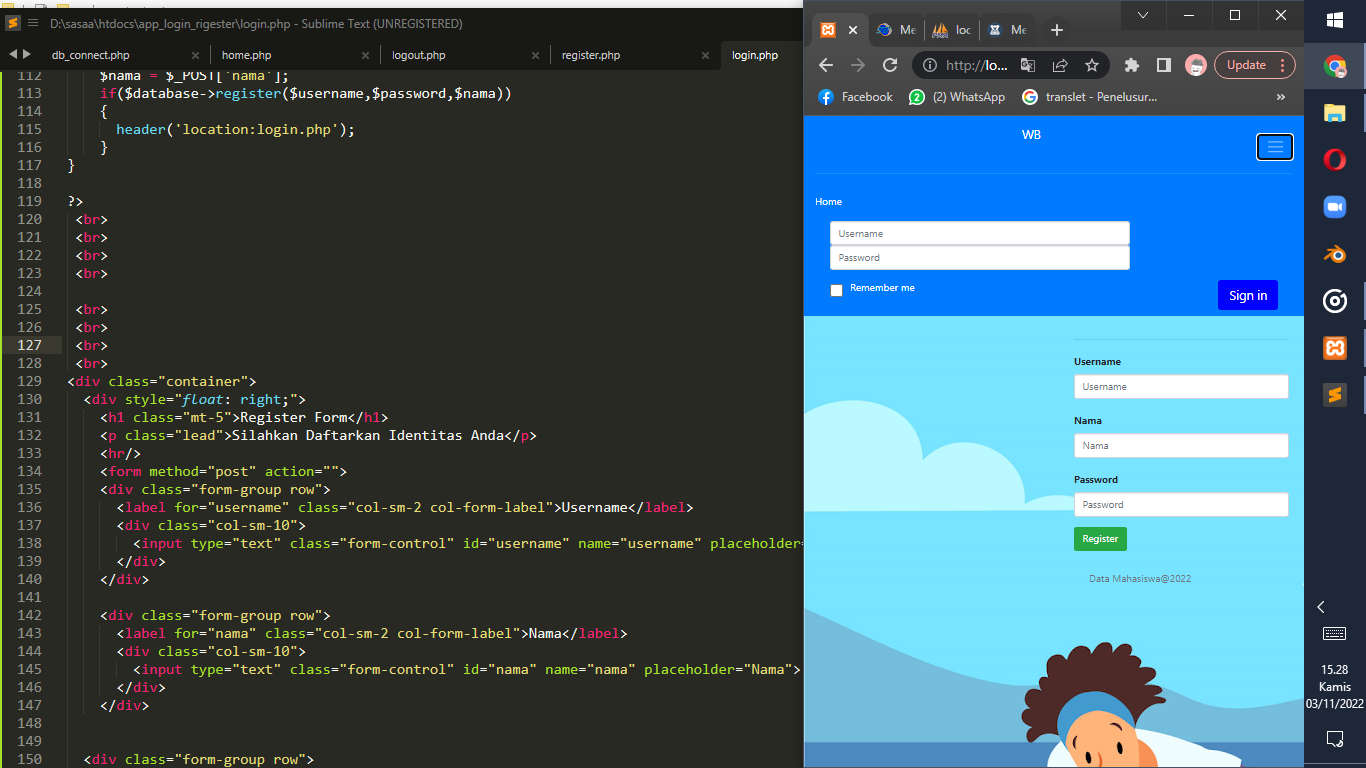 D:\sasaa\htdocs\app_login_rigester\login.php - Sublime Text (UNREGISTERED)
db_connect.php
home.php
logout.php
register.php
login.php
112 $nama = $_POST['nama'];
113 if($database->register($username,$password,$nama))
114 {
115 header('location:login.php');
116 }
117 }
118
119 ?>
120 <br>
121 <br>
122 <br>
123 <br>
124
125 <br>
126 <br>
127 <br>
128 <br>
129 <div class="container">
130 <div style="float: right;">
131 <h1 class="mt-5">Register Form</h1>
132 <p class="lead">Silahkan Daftarkan Identitas Anda</p>
133 <hr/>
134 <form method="post" action="">
135 <div class="form-group row">
136 <label for="username" class="col-sm-2 col-form-label">Username</label>
137 <div class="col-sm-10">
138 <input type="text" class="form-control" id="username" name="username" placeholder=
139 </div>
140 </div>
141
142 <div class="form-group row">
143 <label for="nama" class="col-sm-2 col-form-label">Nama</label>
144 <div class="col-sm-10">
145 <input type="text" class="form-control" id="nama" name="nama" placeholder="Nama">
146 </div>
147 </div>
148
149
150 <div class="form-group row">
Me
loc
Me
http://lo...
Update
Facebook
(2) WhatsApp
translet - Penelusur...
»
WB
Home
Username
Password
Remember me
Sign in
Username
Username
Nama
Nama
Password
Password
Register
Data Mahasiswa@2022
15.28
Kamis
03/11/2022